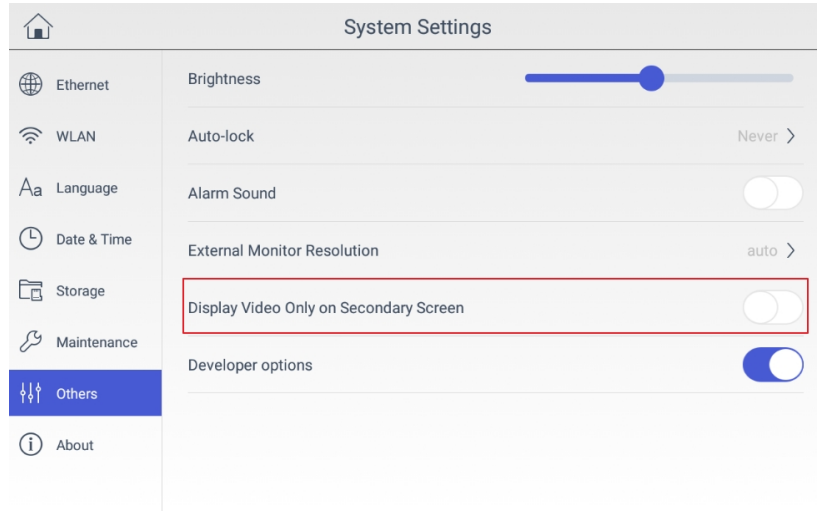 System Settings
Ethernet
WLAN
Aa Language
Date & Time
Storage
Maintenance
Others
About
Brightness
Auto-lock Never
Alarm Sound
External Monitor Resolution auto
Display Video Only on Secondary Screen
Developer options